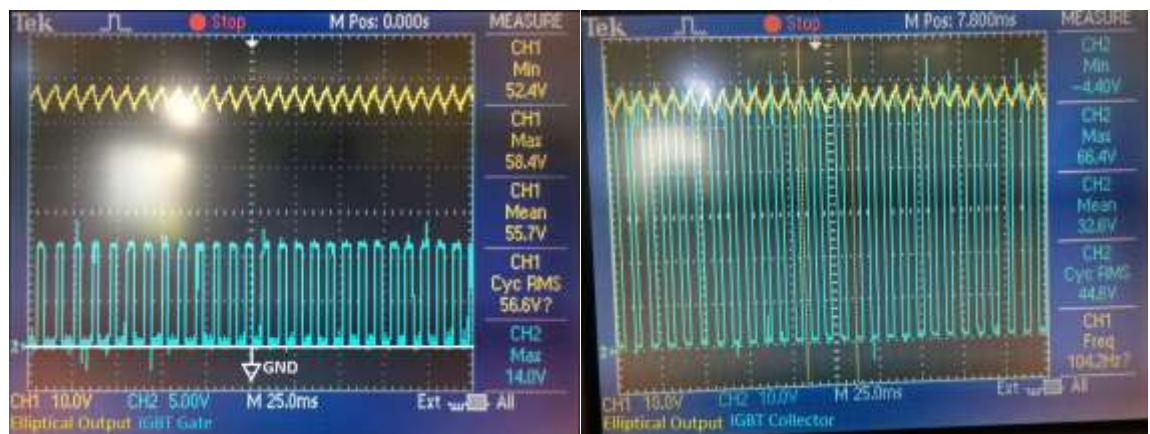 Tek
Stop
M Pos: 0.000s
MEASURE
CH1
Min
52.4V
CH1
Max
58.4V
CH1
Mean
55.7V
CH1
Cyc RMS
56.6V?
CH2
Max
14.0V
2
GND
CH1 10.0V
CH2 5.00V
M 25.0ms
Ext
All
Elliptical Output IGBT Gate
Tek
Stop
M Pos: 7.800ms
MEASURE
CH2
Min
-4.40V
CH2
Max
66.4V
CH2
Mean
32.6V
CH2
Cyc RMS
44.8V
CH1
Freq
104.2Hz?
2
CH1 10.0V
CH2 10.0V
M 25.0ms
Ext
All
Elliptical Output IGBT Collector